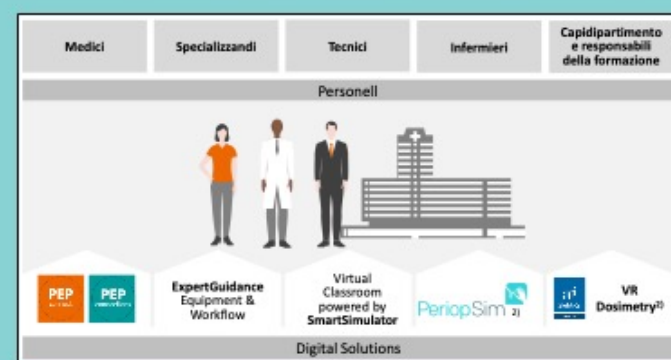 Medici
Specializzandi
Tecnici
Infermieri
Capidipartimento
e responsabili
della formazione
Personell
PEP
PEP
ExpertGuidance
Equipment &
Workflow
Virtual
Classroom
powered by
SmartSimulator
PeriopSim 2)
VR
Dosimetry2)
Digital Solutions